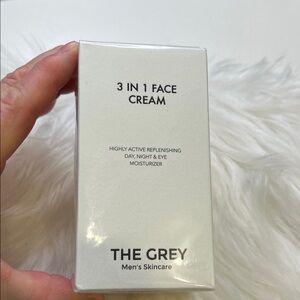 3 IN 1 FACE
CREAM
HIGHLY ACTIVE REPLENISHING
DAY, NIGHT & EYE
MOISTURIZER
THE GREY
Men's Skincare